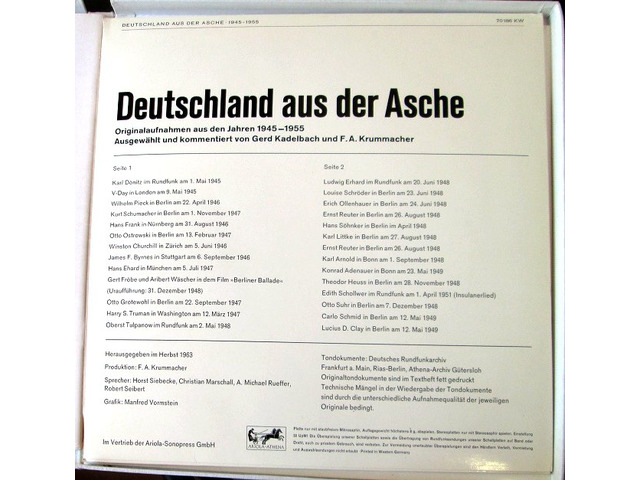 DEUTSCHLAND AUS DER ASCHE · 1945–1955
70 186 KW
Deutschland aus der Asche
Originalaufnahmen aus den Jahren 1945—1955
Ausgewählt und kommentiert von Gerd Kadelbach und F. A. Krummacher
Seite 1
Karl Dönitz im Rundfunk am 1. Mai 1945
V-Day in London am 9. Mai 1945
Wilhelm Pieck in Berlin am 22. April 1946
Kurt Schumacher in Berlin am 1. November 1947
Hans Frank in Nürnberg am 31. August 1946
Otto Ostrowski in Berlin am 13. Februar 1947
Winston Churchill in Zürich am 5. Juni 1946
James F. Byrnes in Stuttgart am 6. September 1946
Hans Ehard in München am 5. Juli 1947
Gert Fröbe und Aribert Wäscher in dem Film «Berliner Ballade»
(Uraufführung: 31. Dezember 1948)
Otto Grotewohl in Berlin am 22. September 1947
Harry S. Truman in Washington am 12. März 1947
Oberst Tulpanow im Rundfunk am 2. Mai 1948
Seite 2
Ludwig Erhard im Rundfunk am 20. Juni 1948
Louise Schröder in Berlin am 23. Juni 1948
Erich Ollenhauer in Berlin am 24. Juni 1948
Ernst Reuter in Berlin am 26. August 1948
Hans Söhnker in Berlin im April 1948
Karl Littke in Berlin am 27. August 1948
Ernst Reuter in Berlin am 26. August 1948
Karl Arnold in Bonn am 1. September 1948
Konrad Adenauer in Bonn am 23. Mai 1949
Theodor Heuss in Berlin am 28. November 1948
Edith Schollwer im Rundfunk am 1. April 1951 (Insulanerlied)
Otto Suhr in Berlin am 7. Dezember 1948
Carlo Schmid in Berlin am 12. Mai 1949
Lucius D. Clay in Berlin am 12. Mai 1949
Herausgegeben im Herbst 1963
Produktion: F. A. Krummacher
Sprecher: Horst Siebecke, Christian Marschall, A. Michael Rueffer,
Robert Seibert
Grafik: Manfred Vormstein
Tondokumente: Deutsches Rundfunkarchiv
Frankfurt a. Main, Rias-Berlin, Athena-Archiv Gütersloh
Originaltondokumente sind im Textheft fett gedruckt
Technische Mängel in der Wiedergabe der Tondokumente
sind durch die unterschiedliche Aufnahmequalität der jeweiligen
Originale bedingt.
Im Vertrieb der Ariola-Sonopress GmbH
ARIOLA-ATHENA